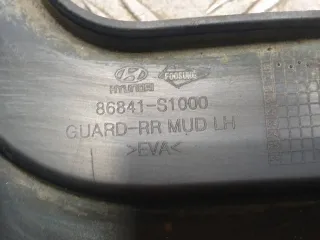 HYUNDAI
86841-S1000
GUARD-RR MUD LH
>EVA<